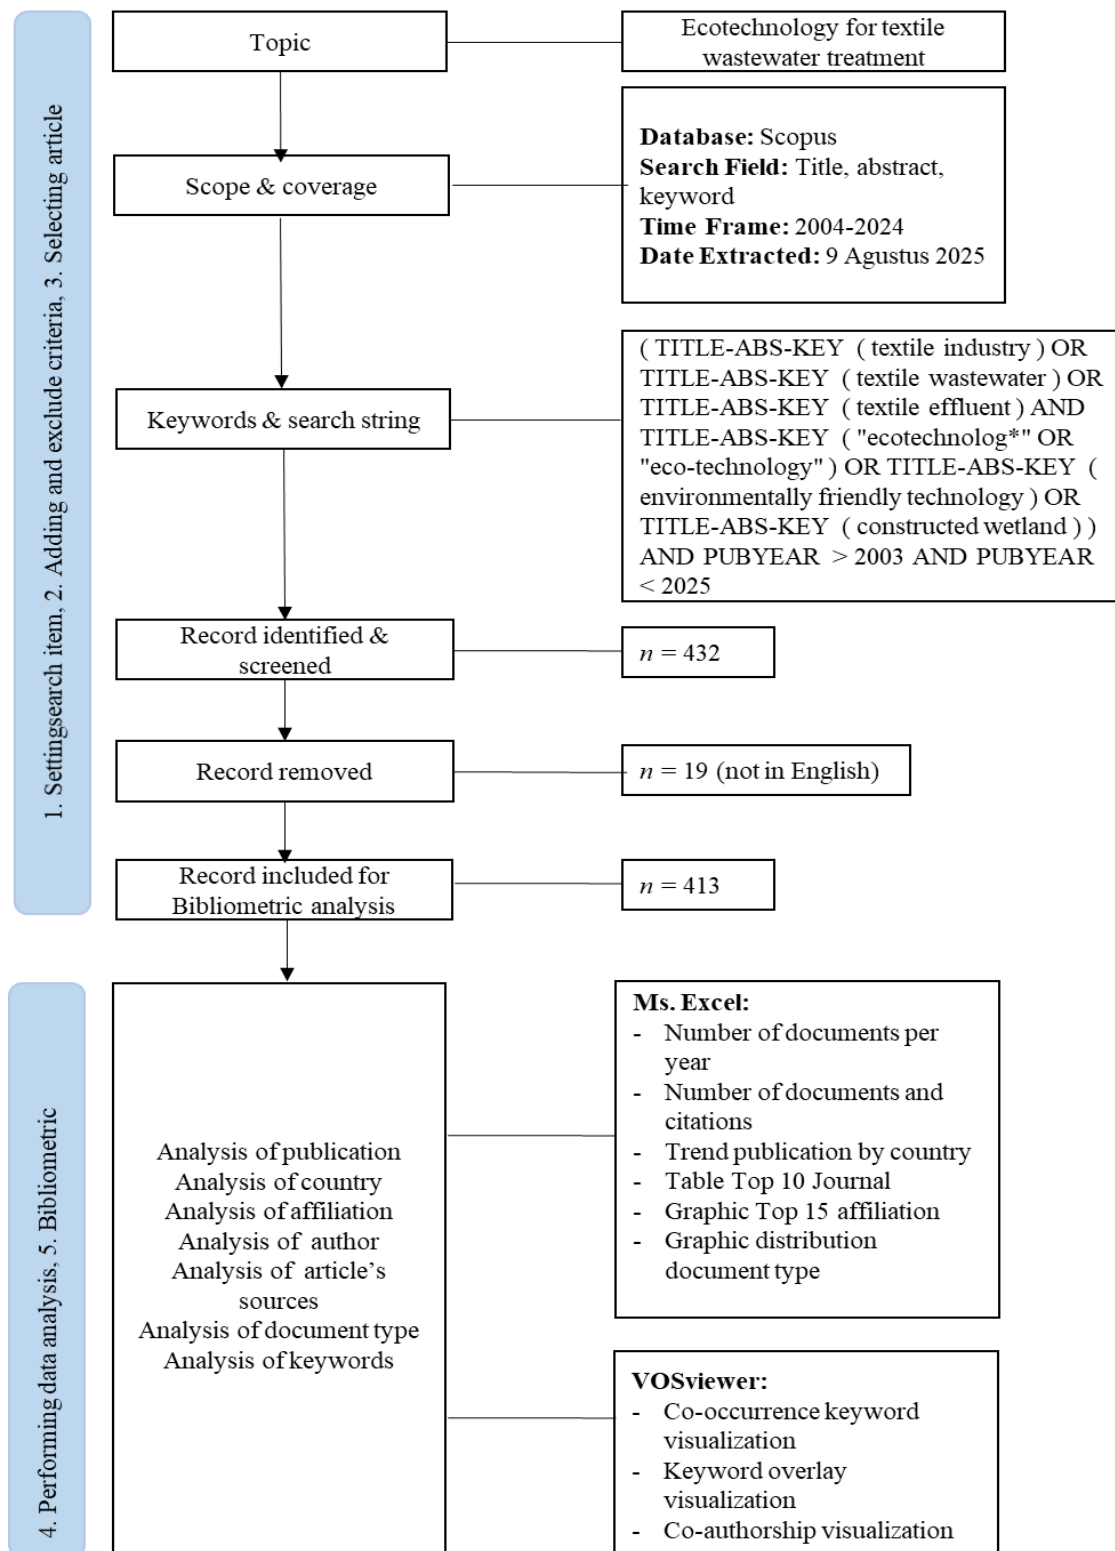 1. Settingsearch item, 2. Adding and exclude criteria, 3. Selecting article
Topic
Ecotechnology for textile
wastewater treatment
Scope & coverage
Database: Scopus
Search Field: Title, abstract,
keyword
Time Frame: 2004-2024
Date Extracted: 9 Agustus 2025
Keywords & search string
( TITLE-ABS-KEY ( textile industry ) OR
TITLE-ABS-KEY ( textile wastewater ) OR
TITLE-ABS-KEY ( textile effluent ) AND
TITLE-ABS-KEY ( "ecotechnolog*" OR
"eco-technology" ) OR TITLE-ABS-KEY (
environmentally friendly technology ) OR
TITLE-ABS-KEY ( constructed wetland ) )
AND PUBYEAR > 2003 AND PUBYEAR
< 2025
Record identified &
screened
n = 432
Record removed
n = 19 (not in English)
Record included for
Bibliometric analysis
n = 413
4. Performing data analysis, 5. Bibliometric
Analysis of publication
Analysis of country
Analysis of affiliation
Analysis of author
Analysis of article's
sources
Analysis of document type
Analysis of keywords
Ms. Excel:
- Number of documents per
year
- Number of documents and
citations
- Trend publication by country
- Table Top 10 Journal
- Graphic Top 15 affiliation
- Graphic distribution
document type
VOSviewer:
- Co-occurrence keyword
visualization
- Keyword overlay
visualization
- Co-authorship visualization